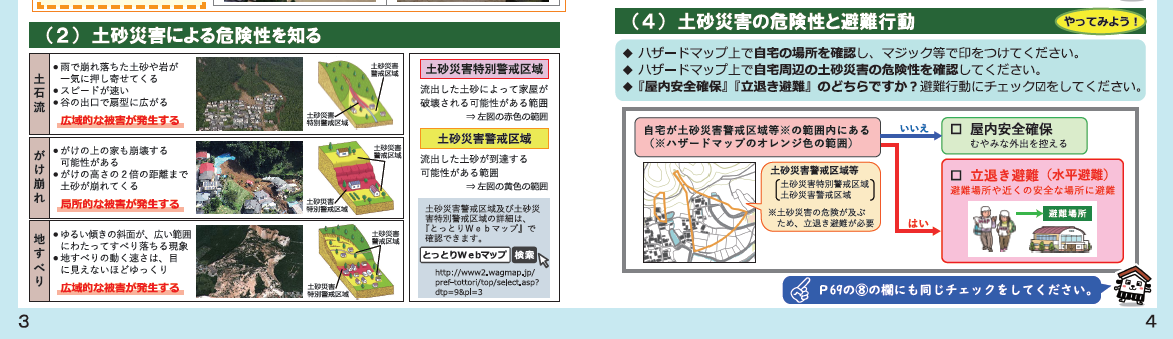 （2）土砂災害による危険性を知る
土石流
●雨で崩れ落ちた土砂や岩が
一気に押し寄せてくる
●スピードが速い
●谷の出口で扇型に広がる
広域的な被害が発生する
土砂災害
警戒区域
土砂災害
特別警戒区域
がけ崩れ
●がけの上の家も崩壊する
可能性がある
●がけの高さの２倍の距離まで
土砂が崩れてくる
局所的な被害が発生する
土砂災害
警戒区域
土砂災害
特別警戒区域
地すべり
●ゆるい傾きの斜面が、広い範囲
にわたってすべり落ちる現象
●地すべりの動く速さは、目
に見えないほどゆっくり
広域的な被害が発生する
土砂災害
警戒区域
土砂災害
特別警戒区域
土砂災害特別警戒区域
流出した土砂によって家屋が
破壊される可能性がある範囲
⇒左図の赤色の範囲
土砂災害警戒区域
流出した土砂が到達する
可能性がある範囲
⇒左図の黄色の範囲
土砂災害警戒区域及び土砂災
害特別警戒区域の詳細は、
『とっとりＷｅｂマップ』で
確認できます。
とっとりWebマップ 検索
http://www2.wagmap.jp/
pref-tottori/top/select.asp?
dtp=9&pl=3
3
（4）土砂災害の危険性と避難行動
やってみよう！
◆ ハザードマップ上で自宅の場所を確認し、マジック等で印をつけてください。
◆ ハザードマップ上で自宅周辺の土砂災害の危険性を確認してください。
◆『屋内安全確保』『立退き避難』のどちらですか？避難行動にチェック☑をしてください。
自宅が土砂災害警戒区域等※の範囲内にある
（※ハザードマップのオレンジ色の範囲）
いいえ
□ 屋内安全確保
むやみな外出を控える
土砂災害警戒区域等
土砂災害特別警戒区域
土砂災害警戒区域
※土砂災害の危険が及ぶ
ため、立退き避難が必要
はい
□ 立退き避難（水平避難）
避難場所や近くの安全な場所に避難
避難場所
Ｐ69の⑧の欄にも同じチェックをしてください。
4